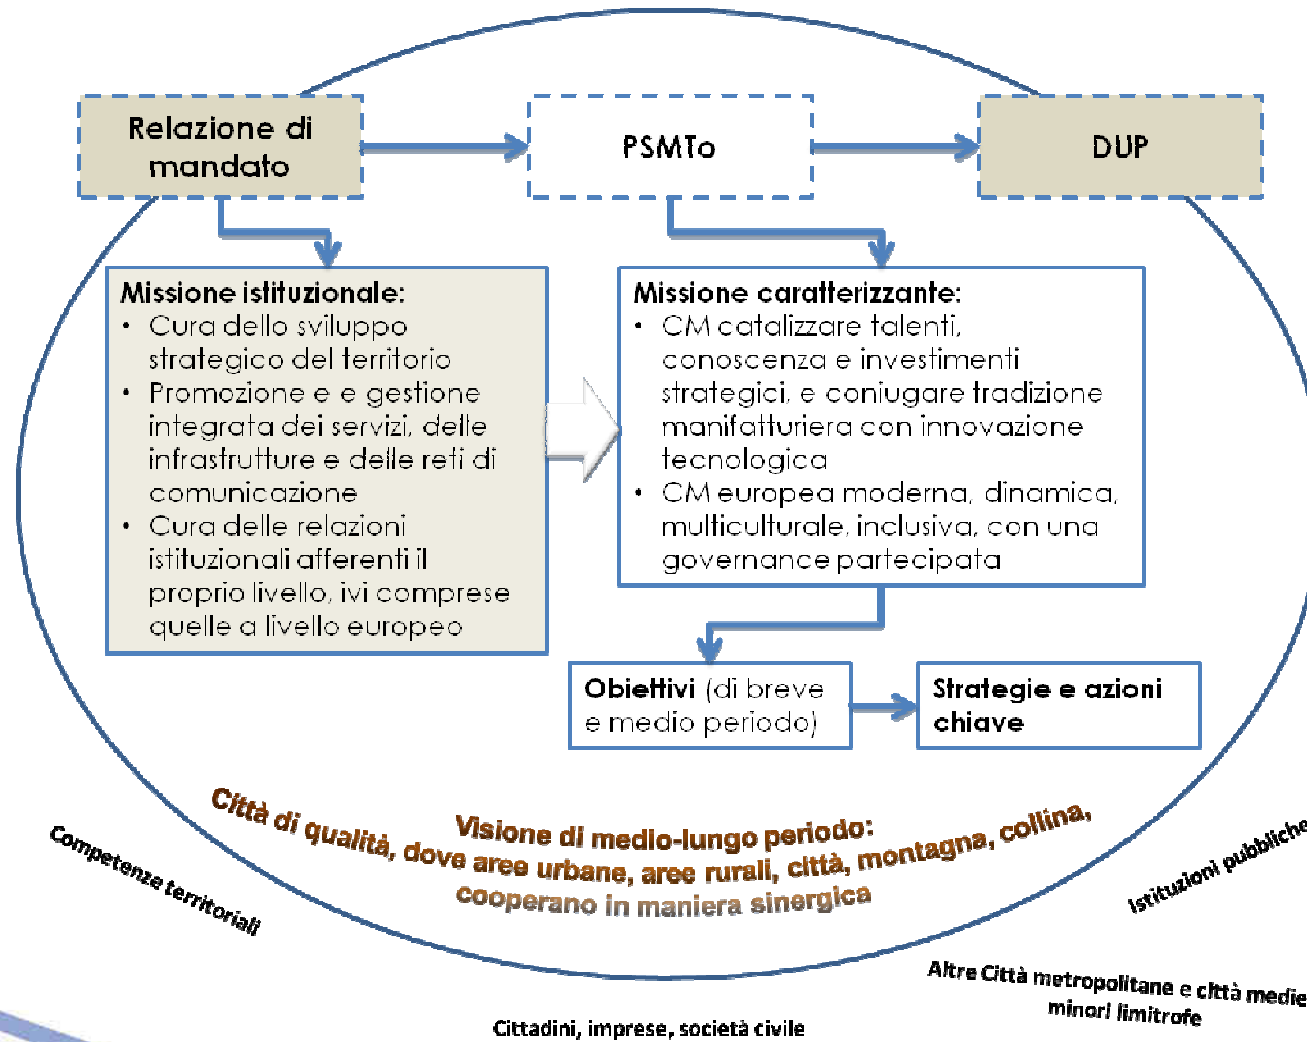 Relazione di
mandato
PSMTo
DUP
Missione istituzionale:
• Cura dello sviluppo
strategico del territorio
• Promozione e e gestione
integrata dei servizi, delle
infrastrutture e delle reti di
comunicazione
• Cura delle relazioni
istituzionali afferenti il
proprio livello, ivi comprese
quelle a livello europeo
Missione caratterizzante:
• CM catalizzare talenti,
conoscenza e investimenti
strategici, e coniugare tradizione
manifatturiera con innovazione
tecnologica
• CM europea moderna, dinamica,
multiculturale, inclusiva, con una
governance partecipata
Obiettivi (di breve
e medio periodo)
Strategie e azioni
chiave
Visione di medio-lungo periodo:
Città di qualità, dove aree urbane, aree rurali, città, montagna, collina,
cooperano in maniera sinergica
Competenze territoriali
Istituzioni pubbliche
Altre Città metropolitane e città medie
minori limitrofe
Cittadini, imprese, società civile